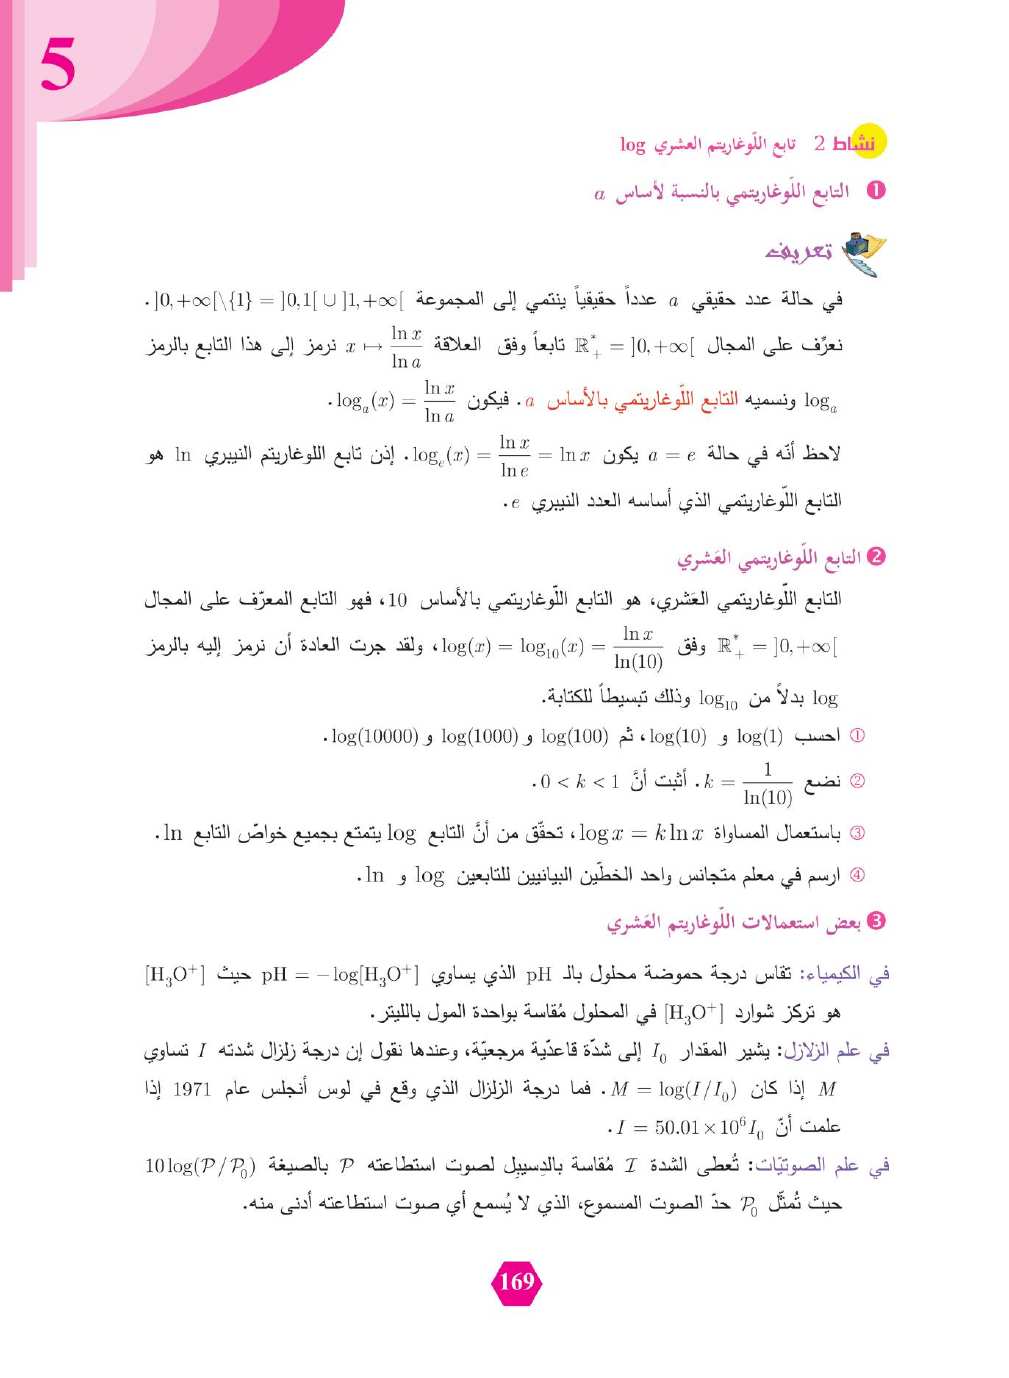 5
نشاط 2 تابع اللّوغاريتم العشري log
❶ التابع اللّوغاريتمي بالنسبة لأساس a
تعريف
في حالة عدد حقيقي a عدداً حقيقياً ينتمي إلى المجموعة ]0,+∞[\{1} = ]0,1[ ∪ ]1,+∞[ .
نعرِّف على المجال ℝ*₊ = ]0,+∞[ تابعاً وفق العلاقة x ↦ ln x / ln a نرمز إلى هذا التابع بالرمز
logₐ ونسميه التابع اللّوغاريتمي بالأساس a. فيكون logₐ(x) = ln x / ln a .
لاحظ أنّه في حالة a = e يكون logₑ(x) = ln x / ln e = ln x. إذن تابع اللوغاريتم النيبري ln هو
التابع اللّوغاريتمي الذي أساسه العدد النيبري e.
❷ التابع اللّوغاريتمي العَشري
التابع اللّوغاريتمي العَشري، هو التابع اللّوغاريتمي بالأساس 10، فهو التابع المعرّف على المجال
ℝ*₊ = ]0,+∞[ وفق log(x) = log₁₀(x) = ln x / ln(10)، ولقد جرت العادة أن نرمز إليه بالرمز
log بدلاً من log₁₀ وذلك تبسيطاً للكتابة.
① احسب log(1) و log(10)، ثم log(100) و log(1000) و log(10000).
② نضع k = 1 / ln(10). أثبت أنَّ 0 < k < 1.
③ باستعمال المساواة log x = k ln x، تحقّق من أنَّ التابع log يتمتع بجميع خواصّ التابع ln.
④ ارسم في معلم متجانس واحد الخطّين البيانيين للتابعين log و ln.
❸ بعض استعمالات اللّوغاريتم العَشري
في الكيمياء: تقاس درجة حموضة محلول بالـ pH الذي يساوي pH = −log[H₃O⁺] حيث [H₃O⁺]
هو تركز شوارد [H₃O⁺] في المحلول مُقاسة بواحدة المول بالليتر.
في علم الزلازل: يشير المقدار I₀ إلى شدّة قاعدّية مرجعيّة، وعندها نقول إن درجة زلزال شدته I تساوي
M إذا كان M = log(I/I₀). فما درجة الزلزال الذي وقع في لوس أنجلس عام 1971 إذا
علمت أنّ I = 50.01×10⁶I₀.
في علم الصوتيّات: تُعطى الشدة I مُقاسة بالدِسيبِل لصوت استطاعته P بالصيغة 10log(P/P₀)
حيث تُمثّل P₀ حدّ الصوت المسموع، الذي لا يُسمع أي صوت استطاعته أدنى منه.
169